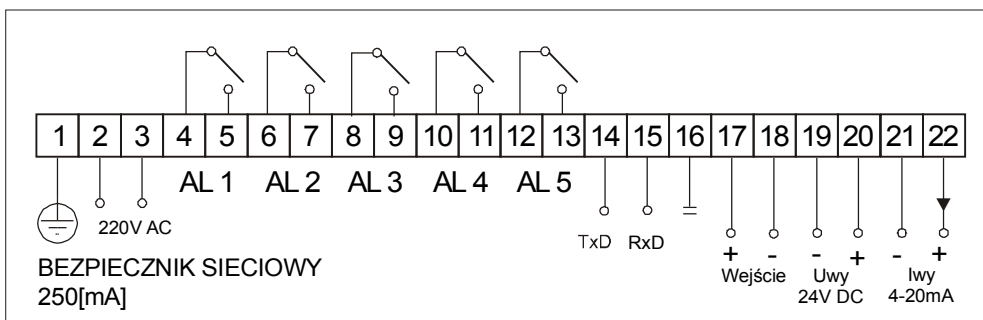 1 2 3 4 5 6 7 8 9 10 11 12 13 14 15 16 17 18 19 20 21 22
AL 1 AL 2 AL 3 AL 4 AL 5
220V AC
TxD RxD
+ - - + - +
BEZPIECZNIK SIECIOWY
250[mA]
Wejście Uwy Iwy
24V DC 4-20mA